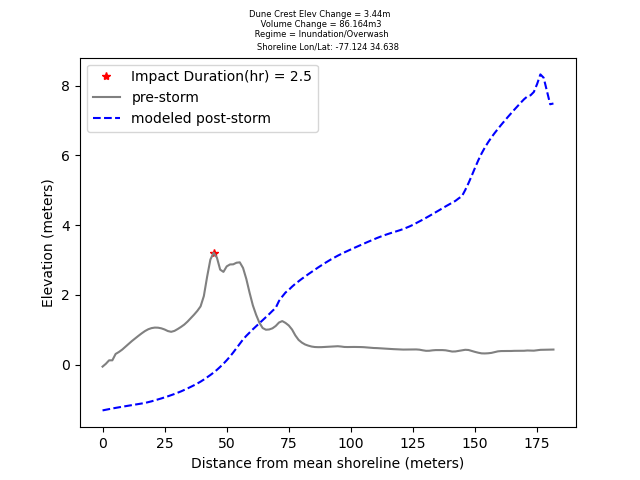 Dune Crest Elev Change = 3.44m
Volume Change = 86.164m3
Regime = Inundation/Overwash
Shoreline Lon/Lat: -77.124 34.638
Impact Duration(hr) = 2.5
pre-storm
modeled post-storm
Elevation (meters)
8
6
4
2
0
0 25 50 75 100 125 150 175
Distance from mean shoreline (meters)